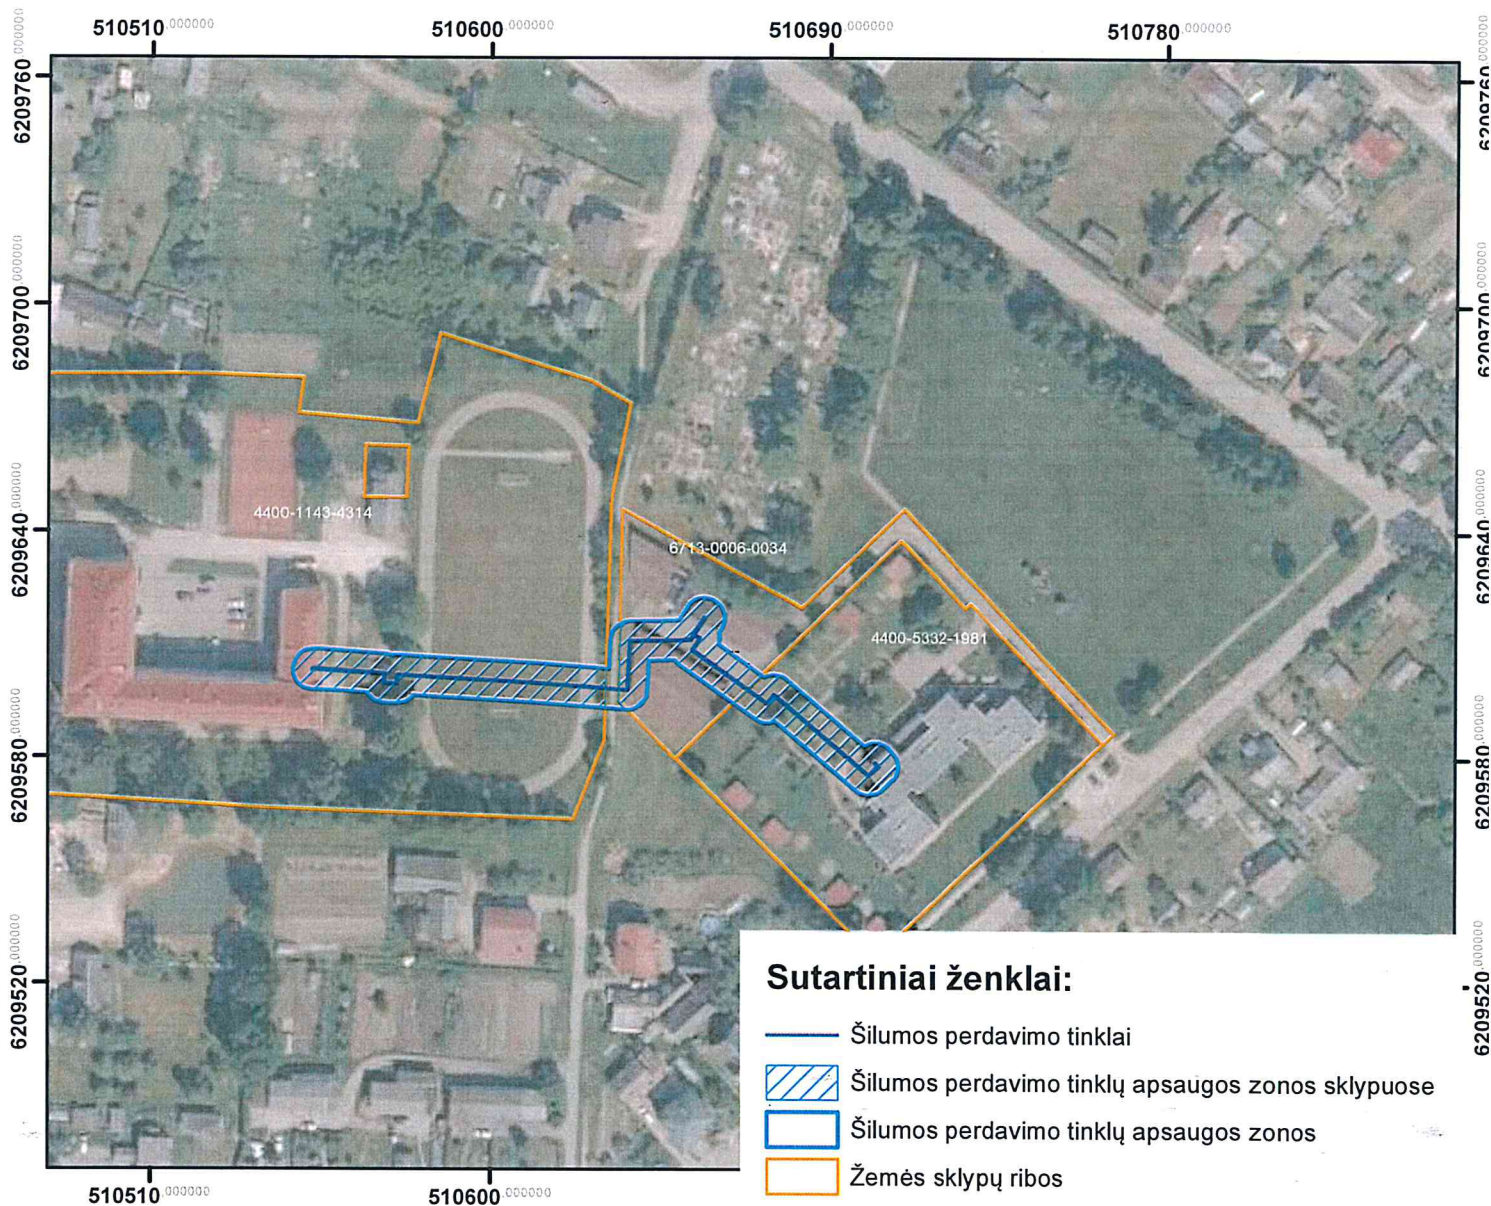 510510.000000 510600.000000 510690.000000 510780.000000
6209760.000000 6209760.000000
6209700.000000 6209700.000000
4400-1143-4314
6209640.000000 6209640.000000
6713-0006-0034
4400-5332-1981
6209580.000000 6209580.000000
6209520.000000 6209520.000000
Sutartiniai ženklai:
Šilumos perdavimo tinklai
Šilumos perdavimo tinklų apsaugos zonos sklypuose
Šilumos perdavimo tinklų apsaugos zonos
Žemės sklypų ribos
510510.000000 510600.000000